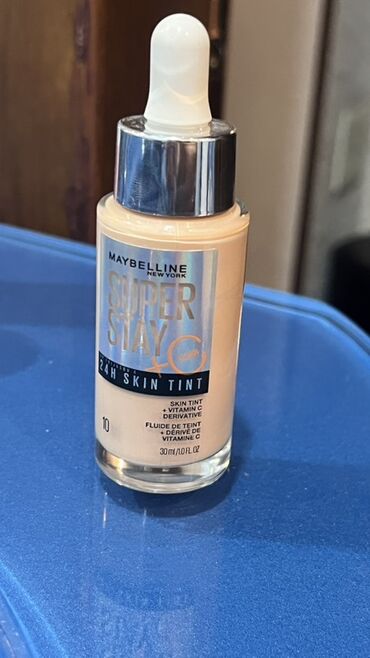 MAYBELLINE
NEW YORK
SUPER
STAY
+C
24H SKIN TINT
SKIN TINT
+ VITAMIN C
DERIVATIVE
FLUIDE DE TEINT
+ DÉRIVÉ DE
VITAMINE C
10
30 ml/1.0 FL.OZ